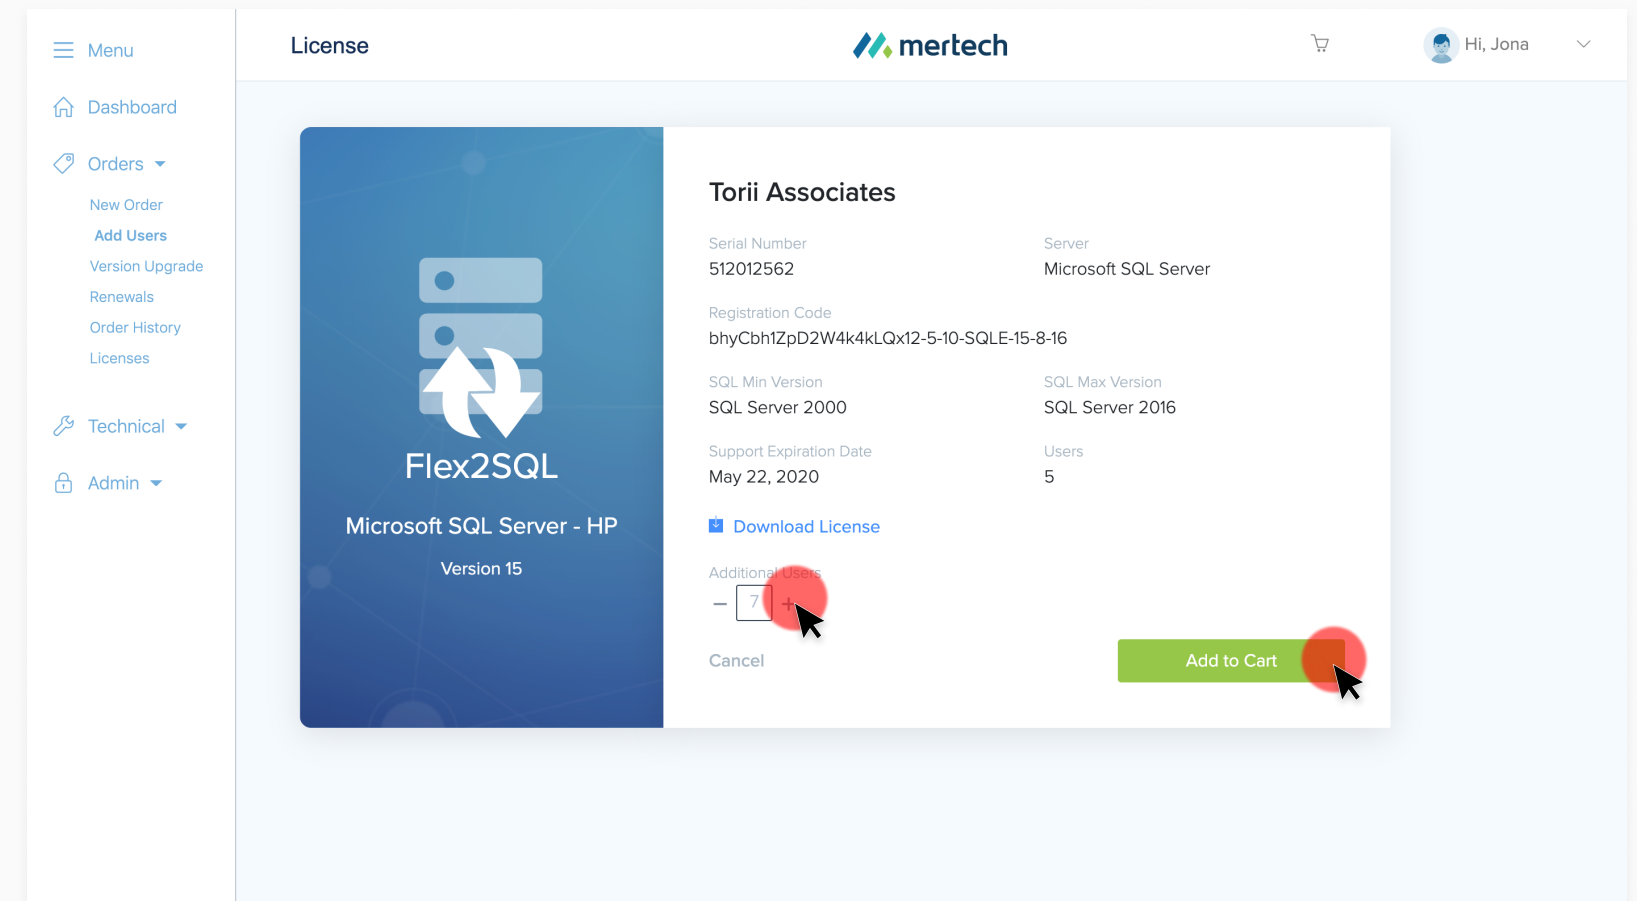 Menu
License
mertech
Hi, Jona
Dashboard
Orders
New Order
Add Users
Version Upgrade
Renewals
Order History
Licenses
Technical
Admin
Flex2SQL
Microsoft SQL Server - HP
Version 15
Torii Associates
Serial Number
512012562
Server
Microsoft SQL Server
Registration Code
bhyCbh1ZpD2W4k4kLQx12-5-10-SQLE-15-8-16
SQL Min Version
SQL Server 2000
SQL Max Version
SQL Server 2016
Support Expiration Date
May 22, 2020
Users
5
Download License
Additional Users
– 7 +
Cancel
Add to Cart